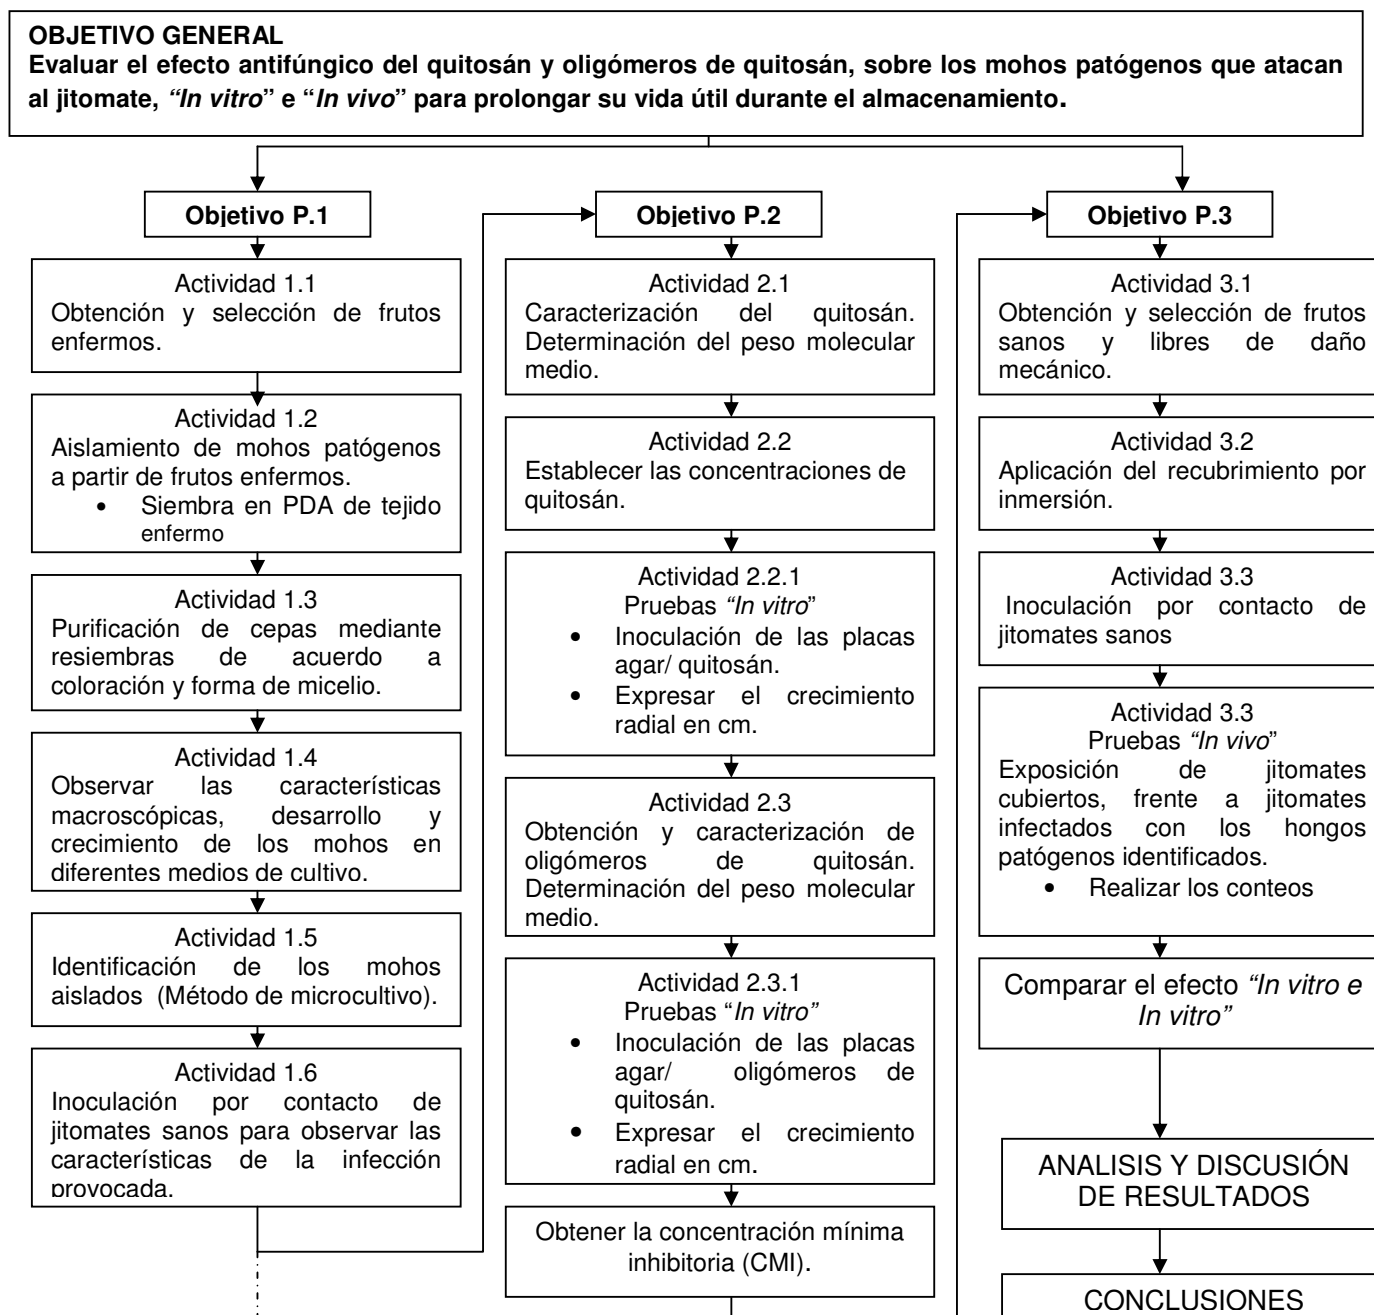 OBJETIVO GENERAL
Evaluar el efecto antifúngico del quitosán y oligómeros de quitosán, sobre los mohos patógenos que atacan
al jitomate, “In vitro” e “In vivo” para prolongar su vida útil durante el almacenamiento.
Objetivo P.1
Actividad 1.1
Obtención y selección de frutos
enfermos.
Actividad 1.2
Aislamiento de mohos patógenos
a partir de frutos enfermos.
• Siembra en PDA de tejido
enfermo
Actividad 1.3
Purificación de cepas mediante
resiembras de acuerdo a
coloración y forma de micelio.
Actividad 1.4
Observar las características
macroscópicas, desarrollo y
crecimiento de los mohos en
diferentes medios de cultivo.
Actividad 1.5
Identificación de los mohos
aislados (Método de microcultivo).
Actividad 1.6
Inoculación por contacto de
jitomates sanos para observar las
características de la infección
provocada.
Objetivo P.2
Actividad 2.1
Caracterización del quitosán.
Determinación del peso molecular
medio.
Actividad 2.2
Establecer las concentraciones de
quitosán.
Actividad 2.2.1
Pruebas “In vitro”
• Inoculación de las placas
agar/ quitosán.
• Expresar el crecimiento
radial en cm.
Actividad 2.3
Obtención y caracterización de
oligómeros de quitosán.
Determinación del peso molecular
medio.
Actividad 2.3.1
Pruebas “In vitro”
• Inoculación de las placas
agar/ oligómeros de
quitosán.
• Expresar el crecimiento
radial en cm.
Obtener la concentración mínima
inhibitoria (CMI).
Objetivo P.3
Actividad 3.1
Obtención y selección de frutos
sanos y libres de daño
mecánico.
Actividad 3.2
Aplicación del recubrimiento por
inmersión.
Actividad 3.3
Inoculación por contacto de
jitomates sanos
Actividad 3.3
Pruebas “In vivo”
Exposición de jitomates
cubiertos, frente a jitomates
infectados con los hongos
patógenos identificados.
• Realizar los conteos
Comparar el efecto “In vitro e
In vitro”
ANALISIS Y DISCUSIÓN
DE RESULTADOS
CONCLUSIONES